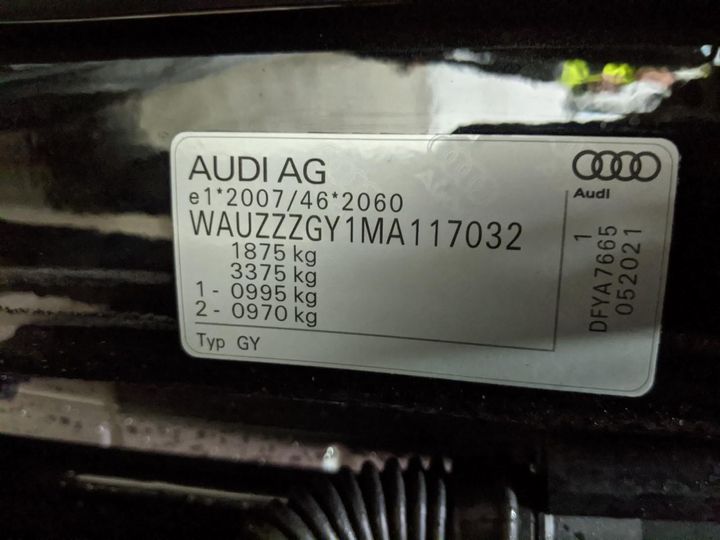 AUDI AG
e1*2007/46*2060
WAUZZZGY1MA117032
1875 kg
3375 kg
1 - 0995 kg
2 - 0970 kg
Typ GY
Audi
1
DFYA7665
052021